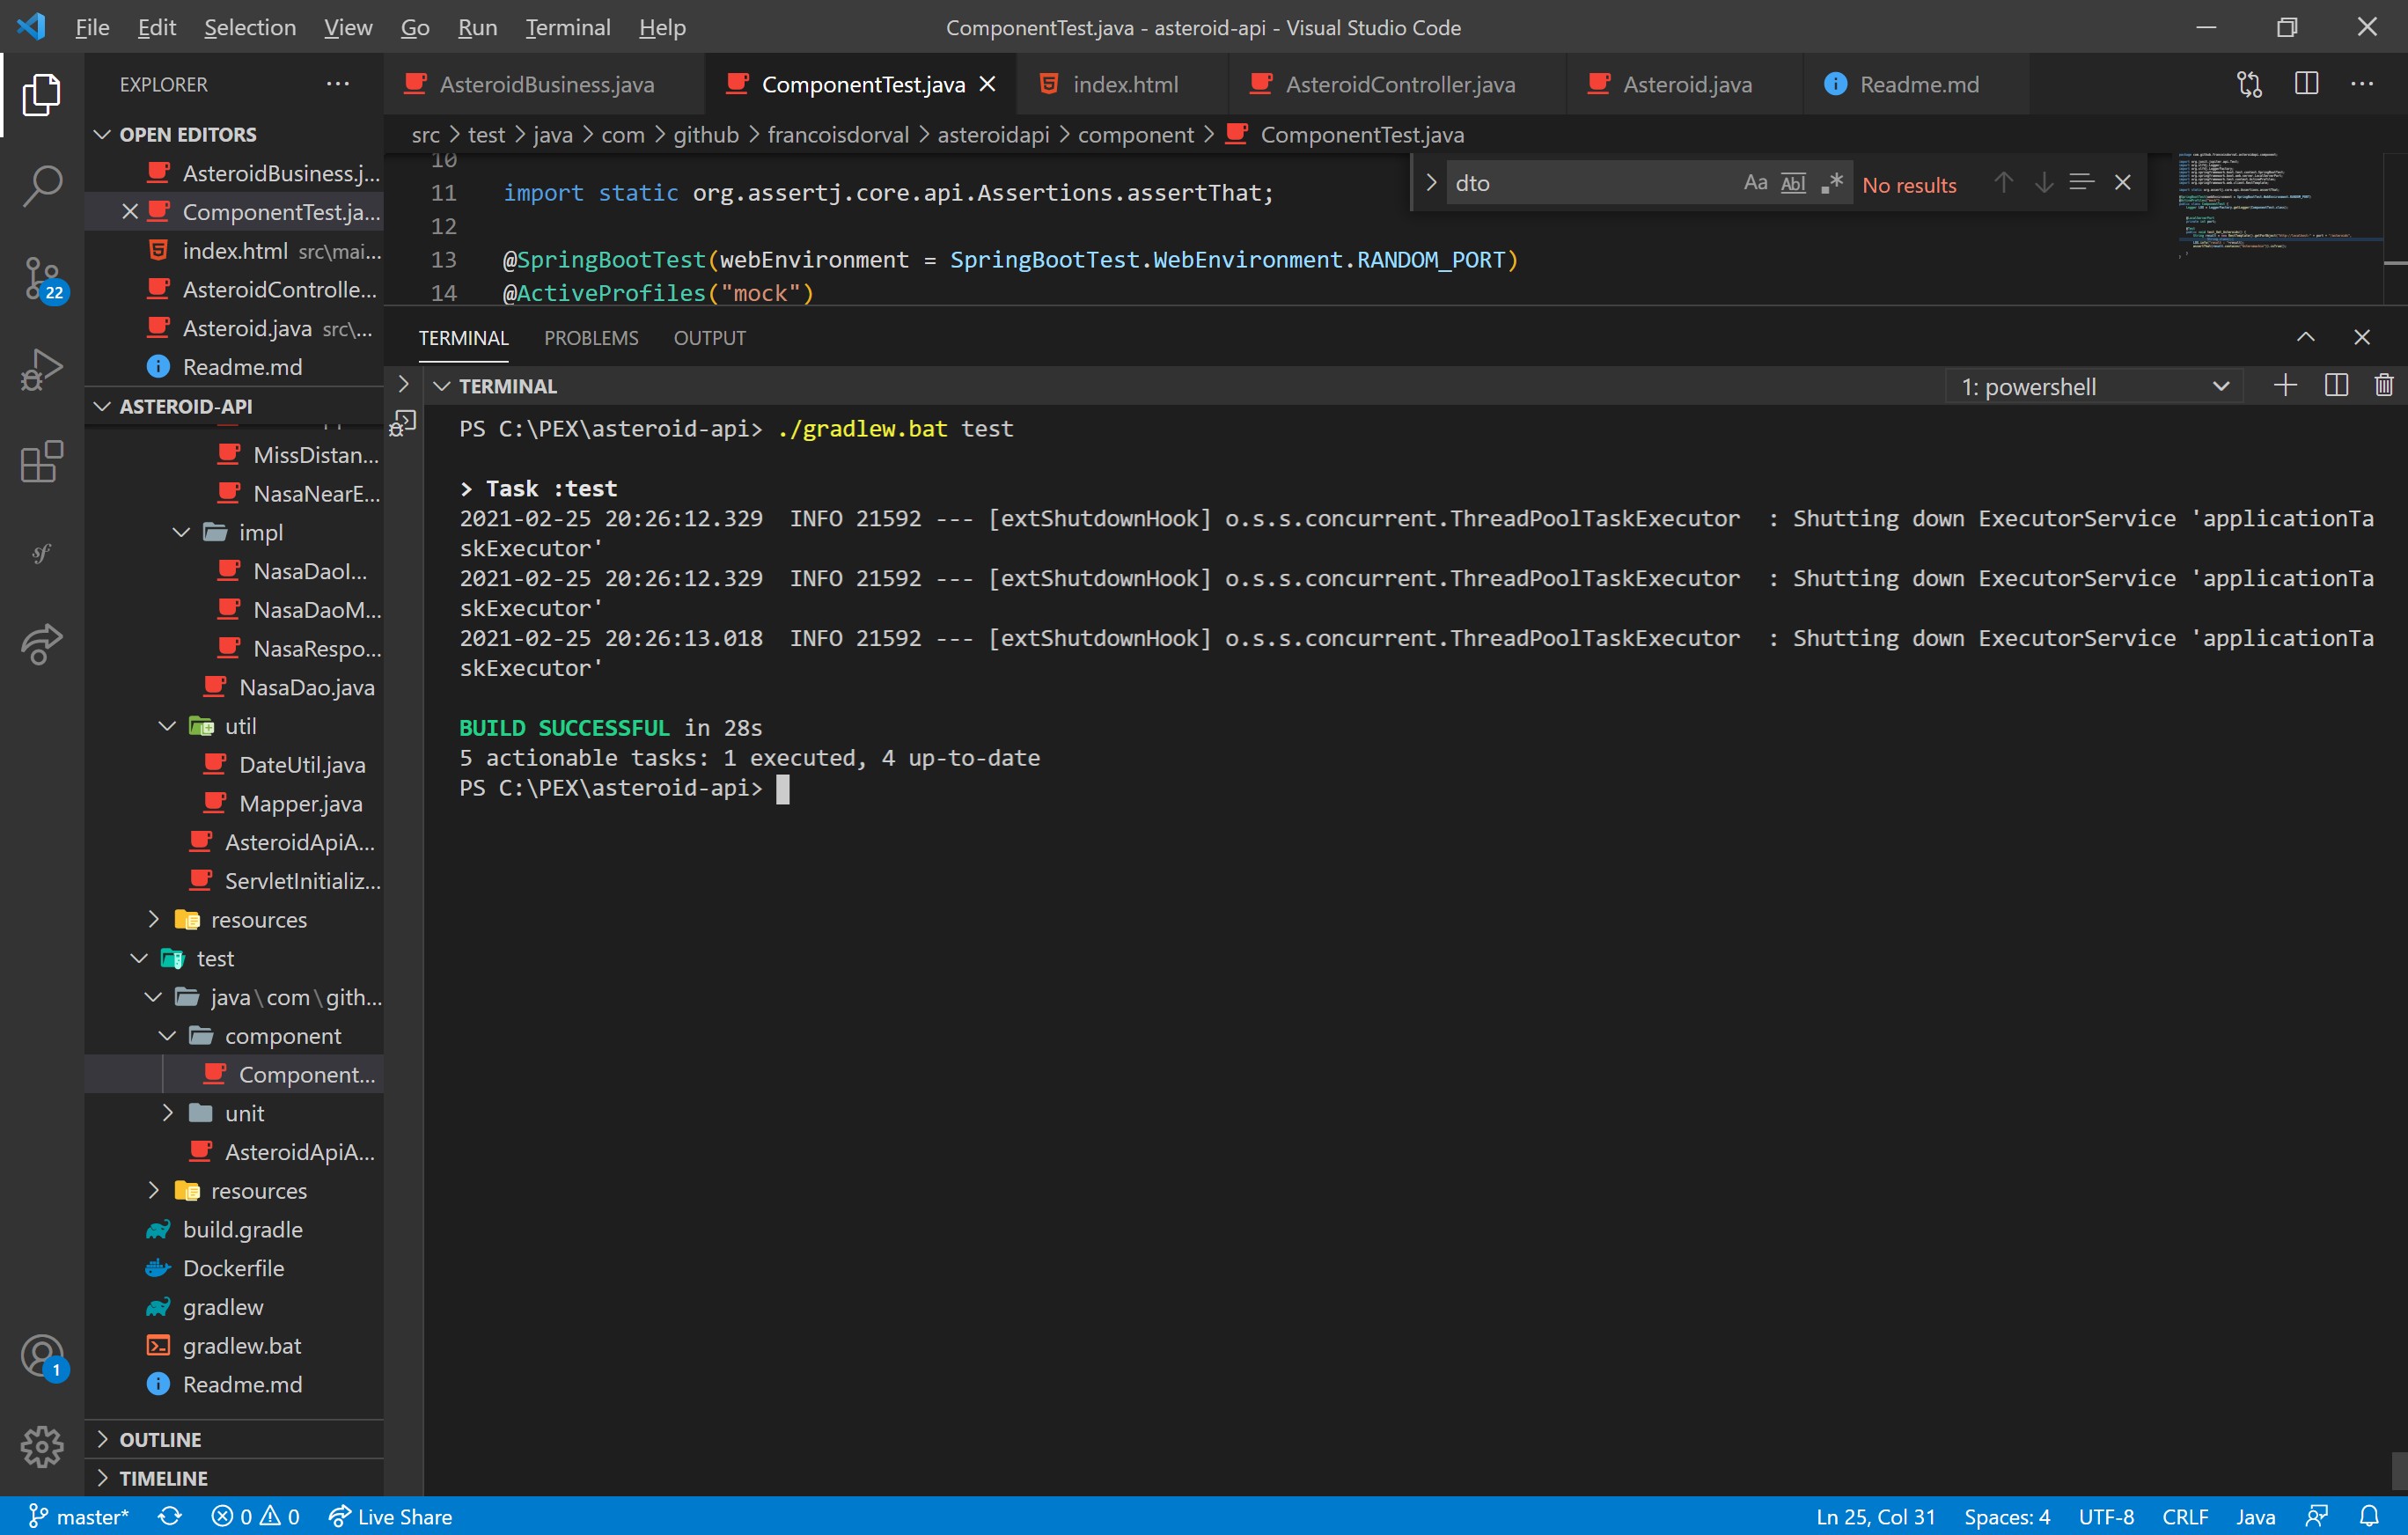 File Edit Selection View Go Run Terminal Help
ComponentTest.java - asteroid-api - Visual Studio Code
EXPLORER
OPEN EDITORS
AsteroidBusiness.j...
ComponentTest.ja...
index.html src\mai...
AsteroidControlle...
Asteroid.java src\...
Readme.md
ASTEROID-API
MissDistan...
NasaNearE...
impl
NasaDaoI...
NasaDaoM...
NasaRespo...
NasaDao.java
util
DateUtil.java
Mapper.java
AsteroidApiA...
ServletInitializ...
resources
test
java\com\gith...
component
Component...
unit
AsteroidApiA...
resources
build.gradle
Dockerfile
gradlew
gradlew.bat
Readme.md
OUTLINE
TIMELINE
22
sf
1
AsteroidBusiness.java ComponentTest.java index.html AsteroidController.java Asteroid.java Readme.md
src > test > java > com > github > francoisdorval > asteroidapi > component > ComponentTest.java
10
11 import static org.assertj.core.api.Assertions.assertThat;
12
13 @SpringBootTest(webEnvironment = SpringBootTest.WebEnvironment.RANDOM_PORT)
14 @ActiveProfiles("mock")
dto Aa Abl .* No results
TERMINAL PROBLEMS OUTPUT
TERMINAL
1: powershell
PS C:\PEX\asteroid-api> ./gradlew.bat test
> Task :test
2021-02-25 20:26:12.329  INFO 21592 --- [extShutdownHook] o.s.s.concurrent.ThreadPoolTaskExecutor  : Shutting down ExecutorService 'applicationTa
skExecutor'
2021-02-25 20:26:12.329  INFO 21592 --- [extShutdownHook] o.s.s.concurrent.ThreadPoolTaskExecutor  : Shutting down ExecutorService 'applicationTa
skExecutor'
2021-02-25 20:26:13.018  INFO 21592 --- [extShutdownHook] o.s.s.concurrent.ThreadPoolTaskExecutor  : Shutting down ExecutorService 'applicationTa
skExecutor'
BUILD SUCCESSFUL in 28s
5 actionable tasks: 1 executed, 4 up-to-date
PS C:\PEX\asteroid-api>
master* 0 0 Live Share
Ln 25, Col 31 Spaces: 4 UTF-8 CRLF Java